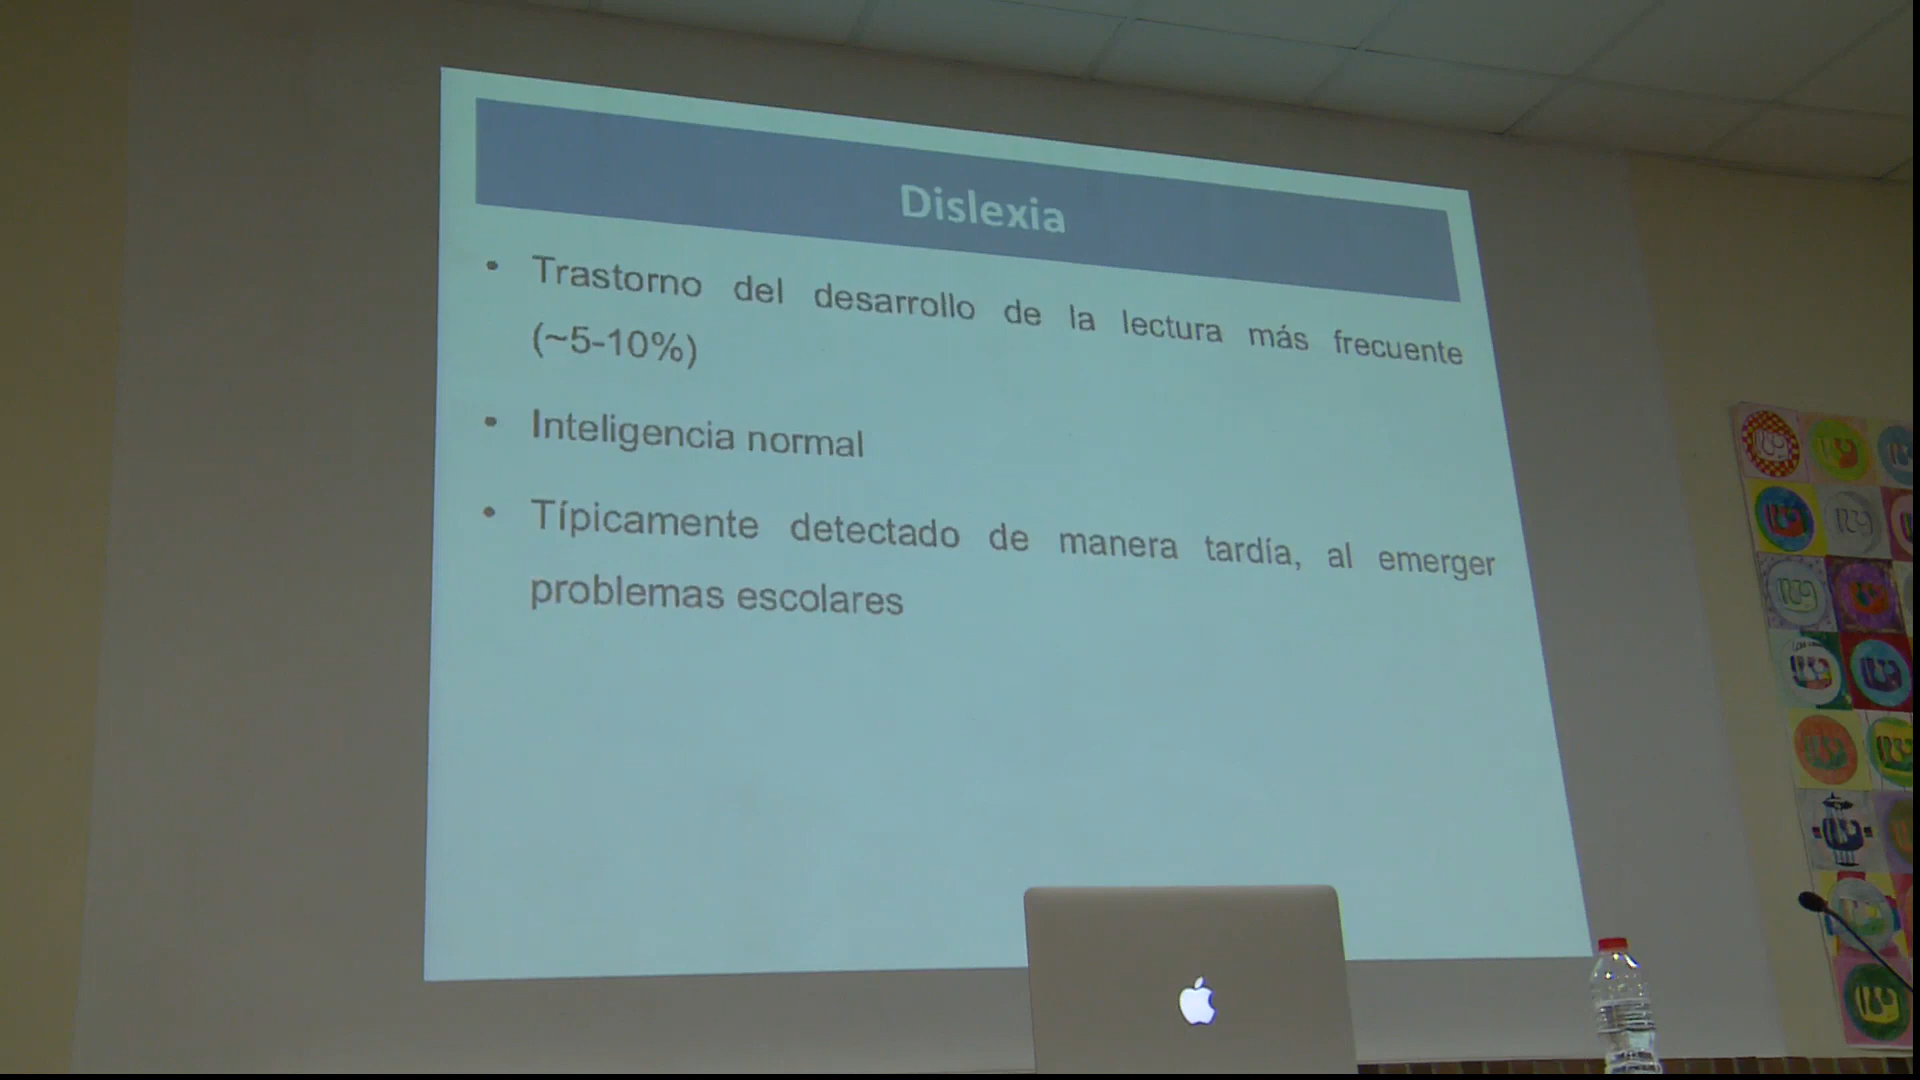 Dislexia
• Trastorno del desarrollo de la lectura más frecuente
(~5-10%)
• Inteligencia normal
• Típicamente detectado de manera tardía, al emerger
problemas escolares